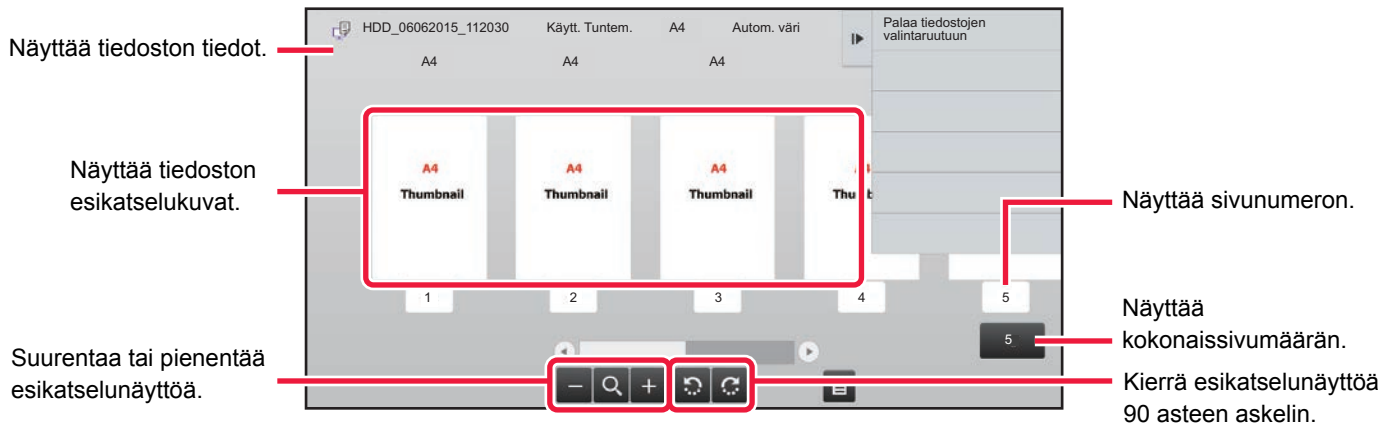 Näyttää tiedoston tiedot.
HDD_06062015_112030 Käytt. Tuntem. A4 Autom. väri
Palaa tiedostojen
valintaruutuun
A4 A4 A4
Näyttää tiedoston
esikatselukuvat.
A4 A4 A4
Thumbnail Thumbnail Thumbnail
Näyttää sivunumeron.
1 2 3 4 5
Näyttää
kokonaissivumäärän.
5
Suurentaa tai pienentää
esikatselunäyttöä.
Kierrä esikatselunäyttöä
90 asteen askelin.